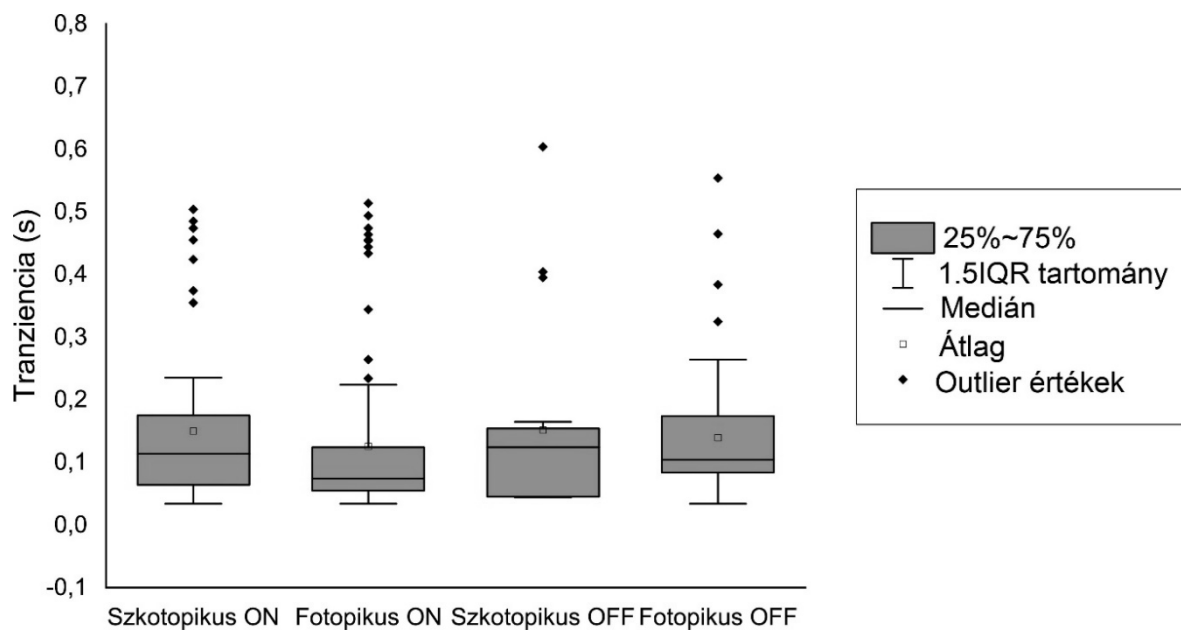 Tranziencia (s)
0,8
0,7
0,6
0,5
0,4
0,3
0,2
0,1
0,0
-0,1
Szkotopikus ON
Fotopikus ON
Szkotopikus OFF
Fotopikus OFF
25%~75%
1.5IQR tartomány
Medián
Átlag
Outlier értékek